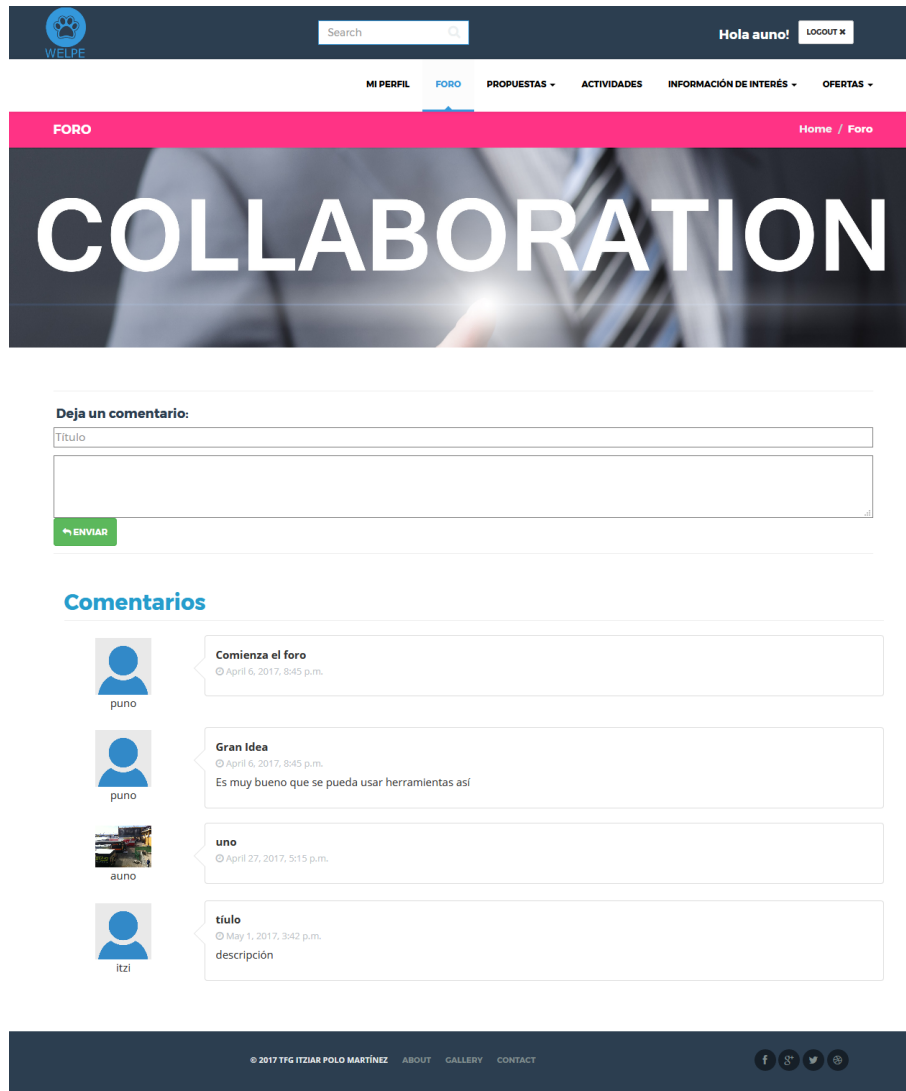 WELPE
Search
Hola auno!
LOGOUT ✖
MI PERFIL FORO PROPUESTAS ACTIVIDADES INFORMACIÓN DE INTERÉS OFERTAS
FORO
Home / Foro
COLLABORATION
Deja un comentario:
Título
ENVIAR
Comentarios
puno
Comienza el foro
April 6, 2017, 8:45 p.m.
puno
Gran Idea
April 6, 2017, 8:45 p.m.
Es muy bueno que se pueda usar herramientas así
auno
uno
April 27, 2017, 5:15 p.m.
itzi
tíulo
May 1, 2017, 3:42 p.m.
descripción
© 2017 TFG ITZIAR POLO MARTÍNEZ ABOUT GALLERY CONTACT